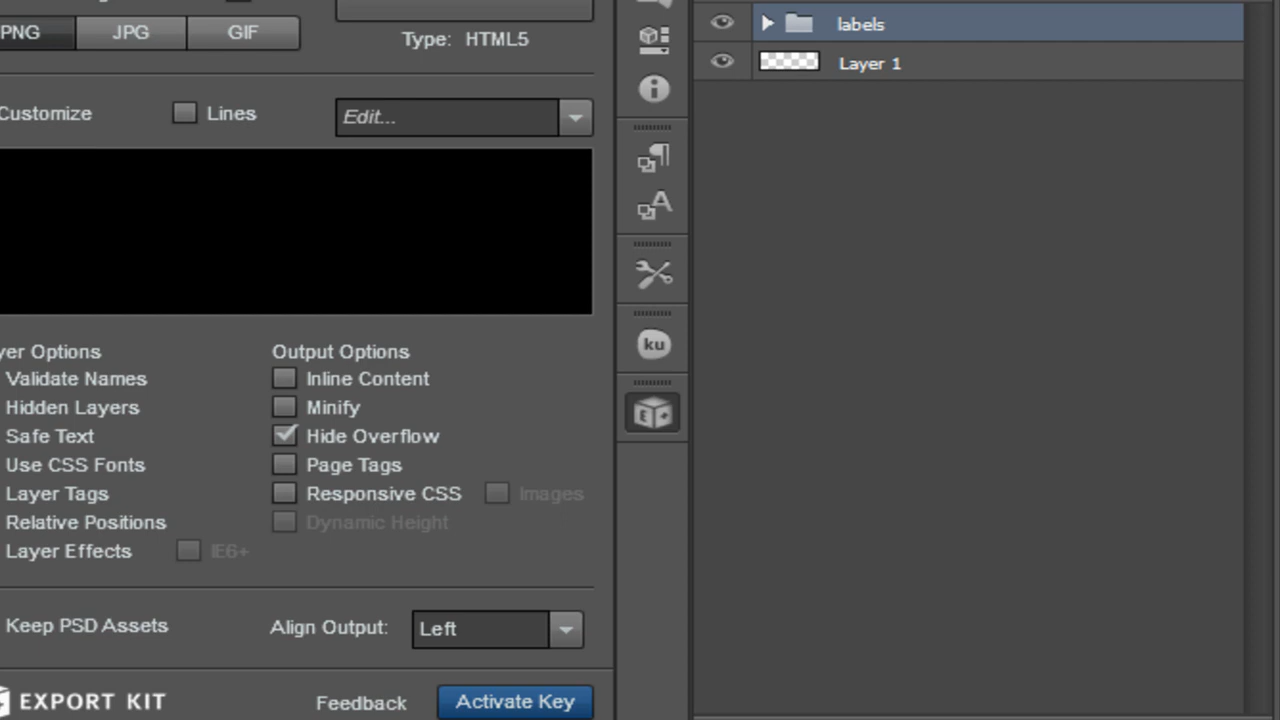 PNG JPG GIF
Type: HTML5
Customize Lines Edit...
Output Options
Validate Names Inline Content
Hidden Layers Minify
Safe Text Hide Overflow
Use CSS Fonts Page Tags
Layer Tags Responsive CSS Images
Relative Positions Dynamic Height
Layer Effects IE6+
Keep PSD Assets Align Output: Left
EXPORT KIT Feedback Activate Key
ku
labels
Layer 1